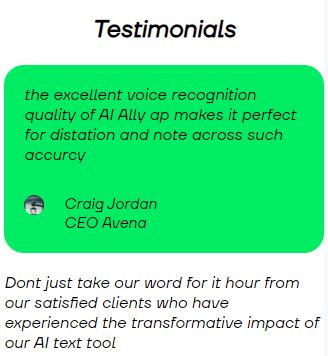 Testimonials
the excellent voice recognition
quality of AI Ally ap makes it perfect
for distation and note across such
accurcy
Craig Jordan
CEO Avena
Dont just take our word for it hour from
our satisfied clients who have
experienced the transformative impact of
our AI text tool